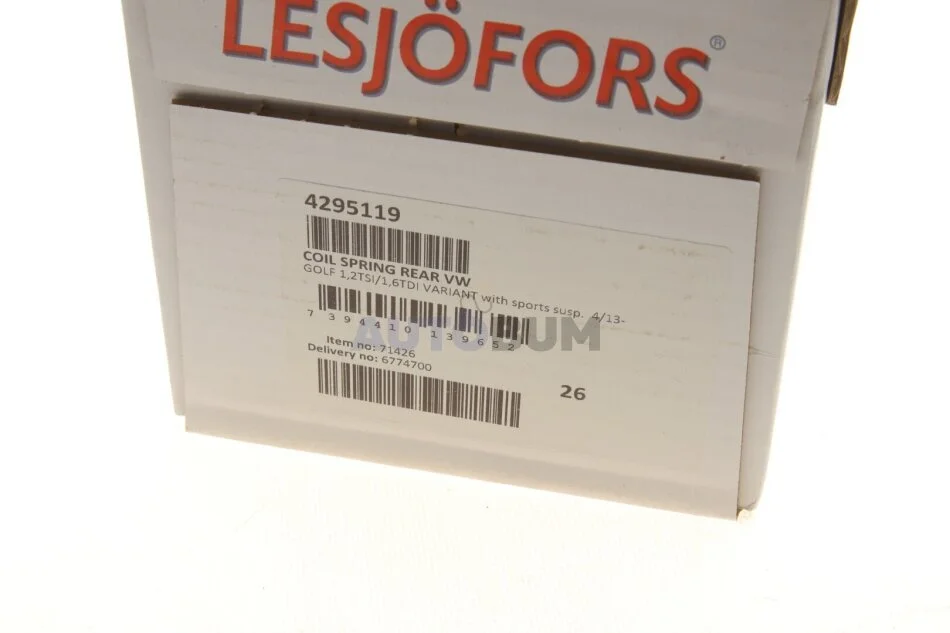 LESJÖFORS®
4295119
COIL SPRING REAR VW
GOLF 1,2TSI/1,6TDI VARIANT with sports susp. 4/13-
7 394410 139652
AUTODUM
Item no: 71426
Delivery no: 6774700
26